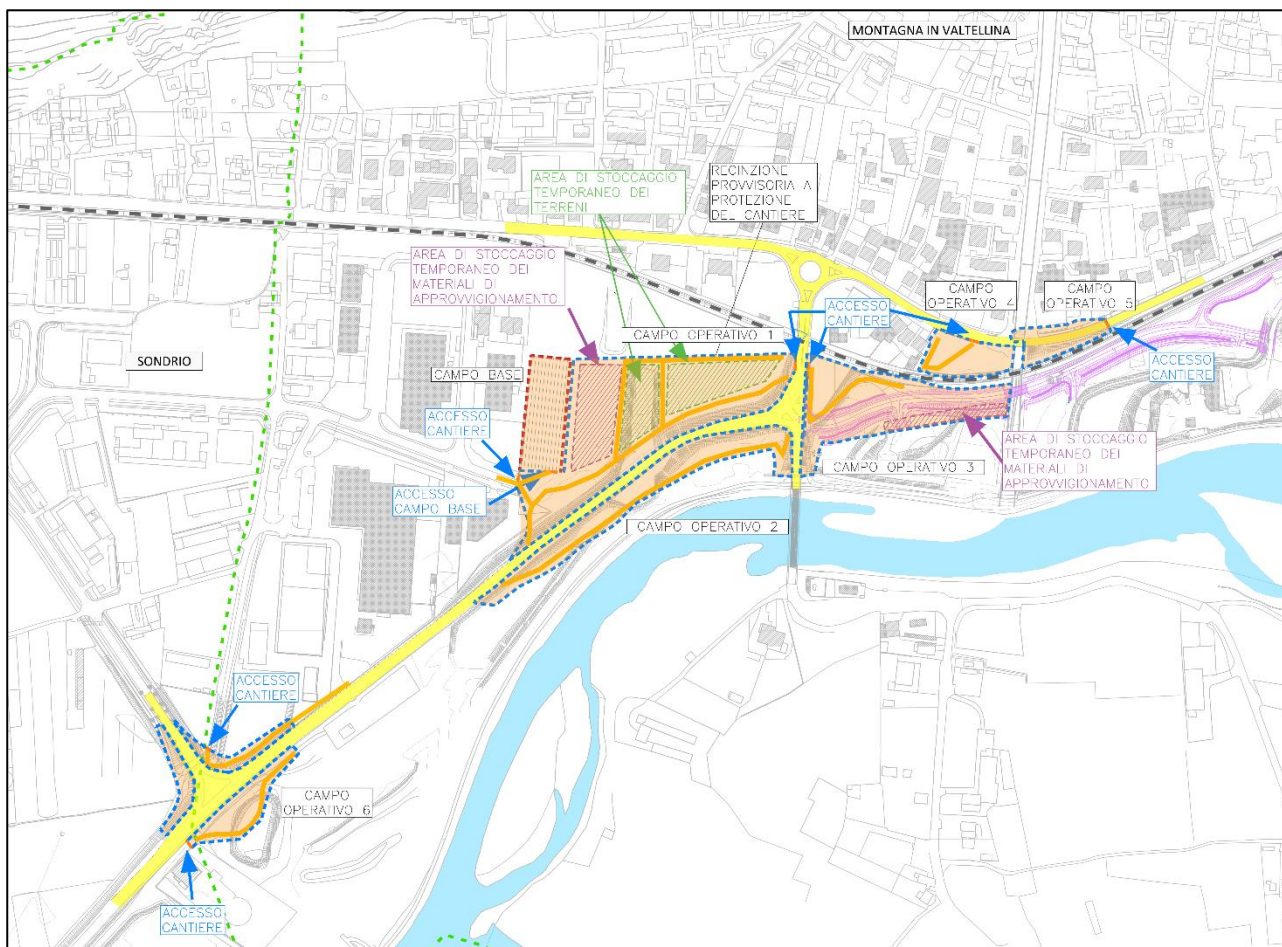 MONTAGNA IN VALTELLINA
AREA DI STOCCAGGIO
TEMPORANEO DEI
TERRENI
RECINZIONE
PROVVISORIA A
PROTEZIONE
DEL CANTIERE
AREA DI STOCCAGGIO
TEMPORANEO DEI
MATERIALI DI
APPROVVIGIONAMENTO
CAMPO
OPERATIVO 4
CAMPO
OPERATIVO 5
ACCESSO
CANTIERE
CAMPO OPERATIVO 1
SONDRIO
CAMPO BASE
ACCESSO
CANTIERE
ACCESSO
CANTIERE
ACCESSO
CAMPO BASE
AREA DI STOCCAGGIO
TEMPORANEO DEI
MATERIALI DI
APPROVVIGIONAMENTO
CAMPO OPERATIVO 3
CAMPO OPERATIVO 2
ACCESSO
CANTIERE
CAMPO
OPERATIVO 6
ACCESSO
CANTIERE